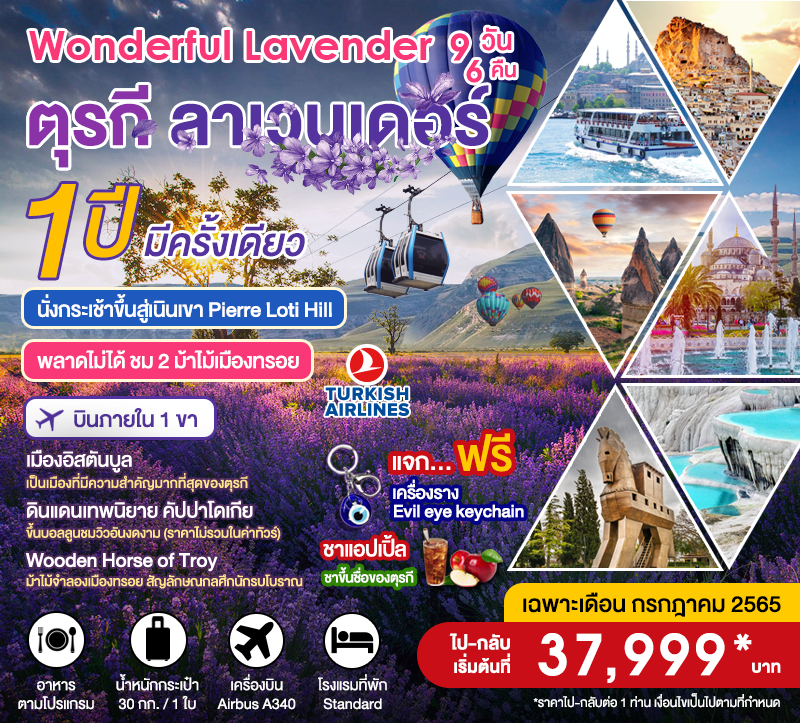 Wonderful Lavender 9 วัน
6 คืน
ตุรกี ลาเวนเดอร์
1 ปี มีครั้งเดียว
นั่งกระเช้าขึ้นสู่เนินเขา Pierre Loti Hill
พลาดไม่ได้ ชม 2 ม้าไม้เมืองทรอย
TURKISH
AIRLINES
บินภายใน 1 ขา
เมืองอิสตันบูล
เป็นเมืองที่มีความสำคัญมากที่สุดของตุรกี
ดินแดนเทพนิยาย คัปปาโดเกีย
ขึ้นบอลลูนชมวิวอันงดงาม (ราคาไม่รวมในค่าทัวร์)
Wooden Horse of Troy
ม้าไม้จำลองเมืองทรอย สัญลักษณกลศึกนักรบโบราณ
แจก... ฟรี
เครื่องราง
Evil eye keychain
ชาแอปเปิ้ล
ชาขึ้นชื่อของตุรกี
อาหาร
ตามโปรแกรม
น้ำหนักกระเป๋า
30 กก. / 1 ใบ
เครื่องบิน
Airbus A340
โรงแรมที่พัก
Standard
เฉพาะเดือน กรกฎาคม 2565
ไป-กลับ
เริ่มต้นที่
37,999* บาท
*ราคาไป-กลับต่อ 1 ท่าน เงื่อนไขเป็นไปตามที่กำหนด